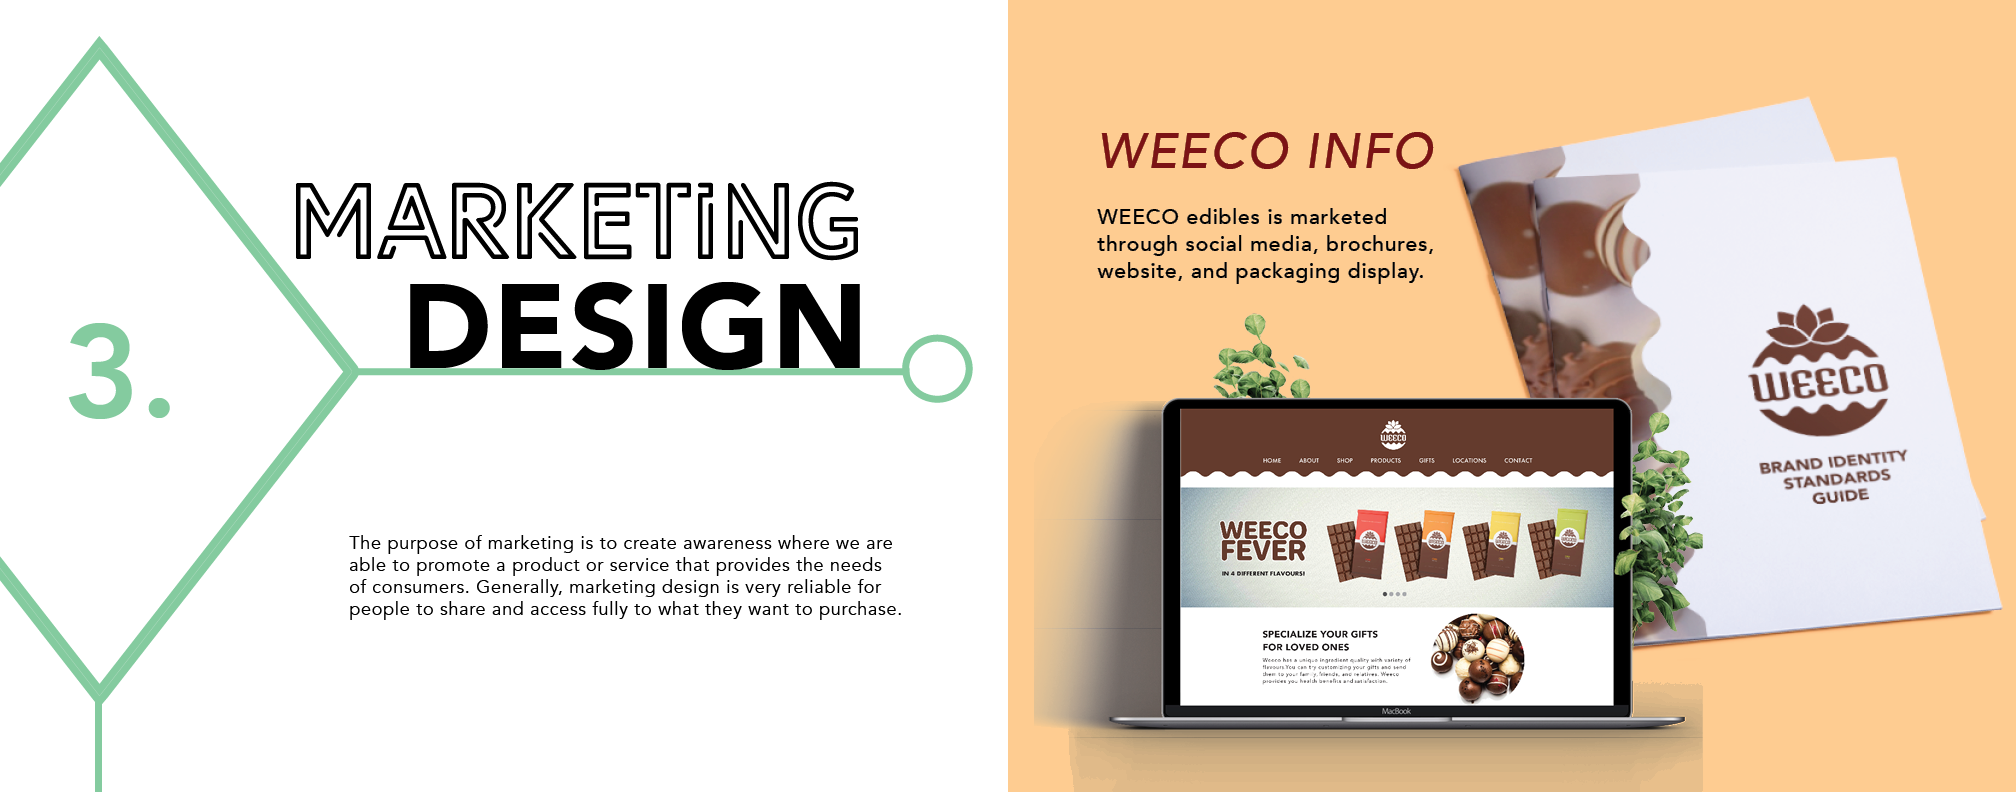 3.
MARKETING
DESIGN
The purpose of marketing is to create awareness where we are
able to promote a product or service that provides the needs
of consumers. Generally, marketing design is very reliable for
people to share and access fully to what they want to purchase.
WEECO INFO
WEECO edibles is marketed
through social media, brochures,
website, and packaging display.
WEECO
BRAND IDENTITY
STANDARDS
GUIDE
WEECO
HOME ABOUT SHOP PRODUCTS GIFTS LOCATIONS CONTACT
WEECO
FEVER
IN 4 DIFFERENT FLAVOURS!
SPECIALIZE YOUR GIFTS
FOR LOVED ONES
Weeco has a unique ingredient quality with variety of
flavours.You can try customizing your gifts and send
them to your family, friends, and relatives. Weeco
provides you health benefits and satisfaction.
MacBook